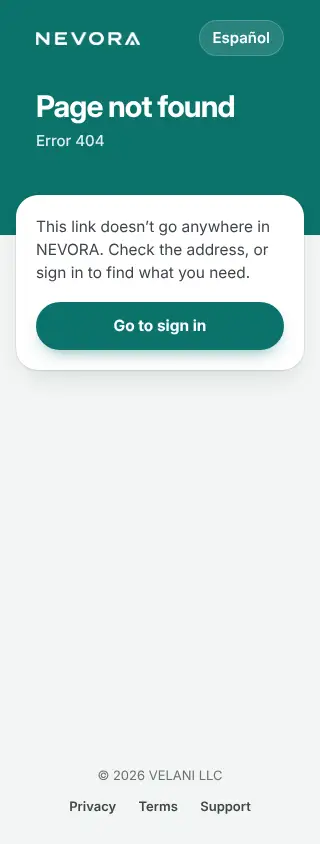 NEVORA
Español
Page not found
Error 404
This link doesn’t go anywhere in
NEVORA. Check the address, or
sign in to find what you need.
Go to sign in
© 2026 VELANI LLC
Privacy Terms Support